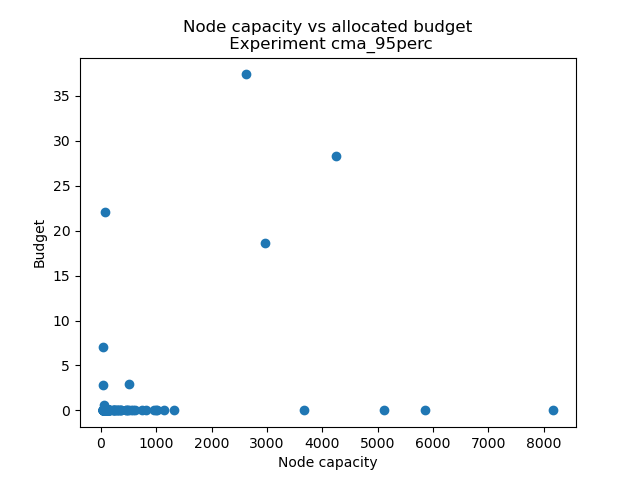 Node capacity vs allocated budget
Experiment cma_95perc
35
30
25
20
15
10
5
0
Budget
0 1000 2000 3000 4000 5000 6000 7000 8000
Node capacity